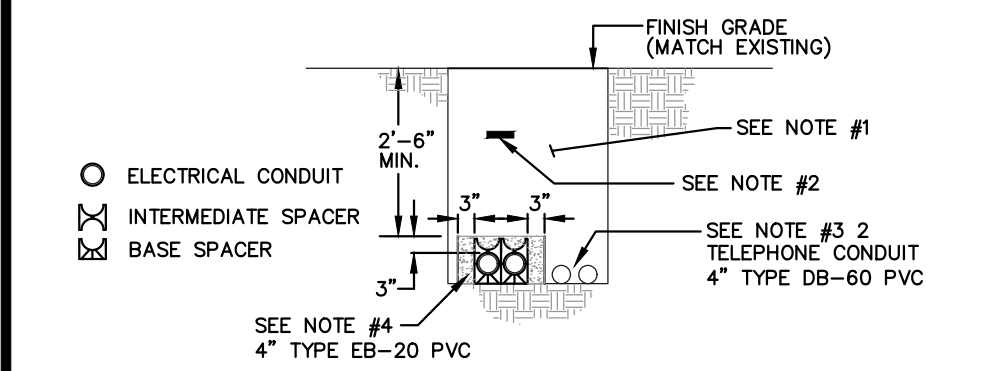 FINISH GRADE
(MATCH EXISTING)
2'-6"
MIN.
SEE NOTE #1
SEE NOTE #2
ELECTRICAL CONDUIT
INTERMEDIATE SPACER
BASE SPACER
3"
3"
3"
SEE NOTE #3 2
TELEPHONE CONDUIT
4" TYPE DB-60 PVC
SEE NOTE #4
4" TYPE EB-20 PVC